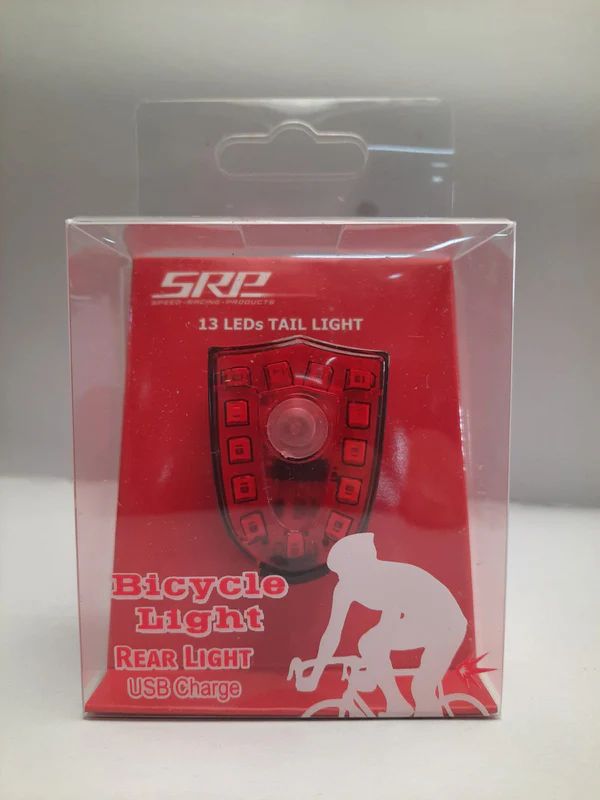 SRP
SPEED-RACING-PRODUCTS
13 LEDs TAIL LIGHT
Bicycle
Light
REAR LIGHT
USB Charge